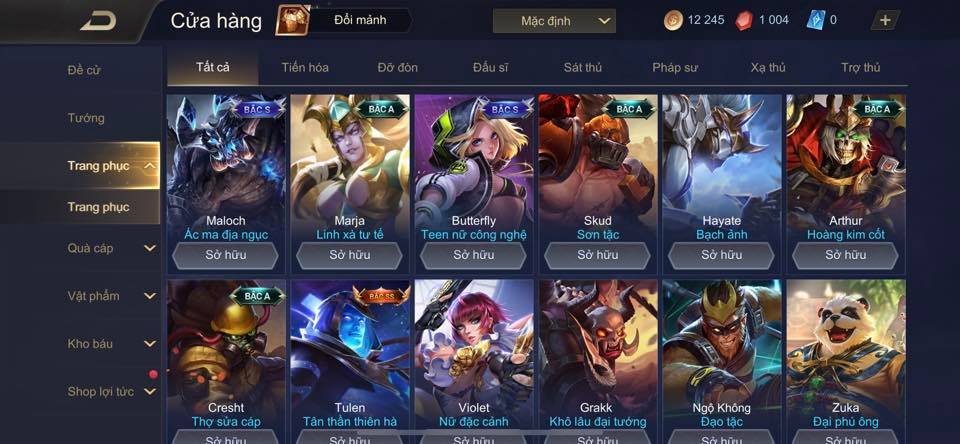 Cửa hàng
Đổi mảnh
Mặc định
12 245
1 004
0
Đề cử
Tướng
Trang phục
Trang phục
Quà cáp
Vật phẩm
Kho báu
Shop lợi tức
Tất cả
Tiến hóa
Đỡ đòn
Đấu sĩ
Sát thủ
Pháp sư
Xạ thủ
Trợ thủ
BẬC S
Maloch
Ác ma địa ngục
Sở hữu
BẬC A
Marja
Linh xà tư tế
Sở hữu
BẬC S
Butterfly
Teen nữ công nghệ
Sở hữu
BẬC A
Skud
Sơn tặc
Sở hữu
Hayate
Bạch ảnh
Sở hữu
BẬC A
Arthur
Hoàng kim cốt
Sở hữu
BẬC A
Cresht
Thợ sửa cáp
Sở hữu
BẬC SS
Tulen
Tân thần thiên hà
Sở hữu
Violet
Nữ đặc cảnh
Sở hữu
Grakk
Khô lâu đại tướng
Sở hữu
Ngộ Không
Đạo tặc
Sở hữu
Zuka
Đại phú ông
Sở hữu